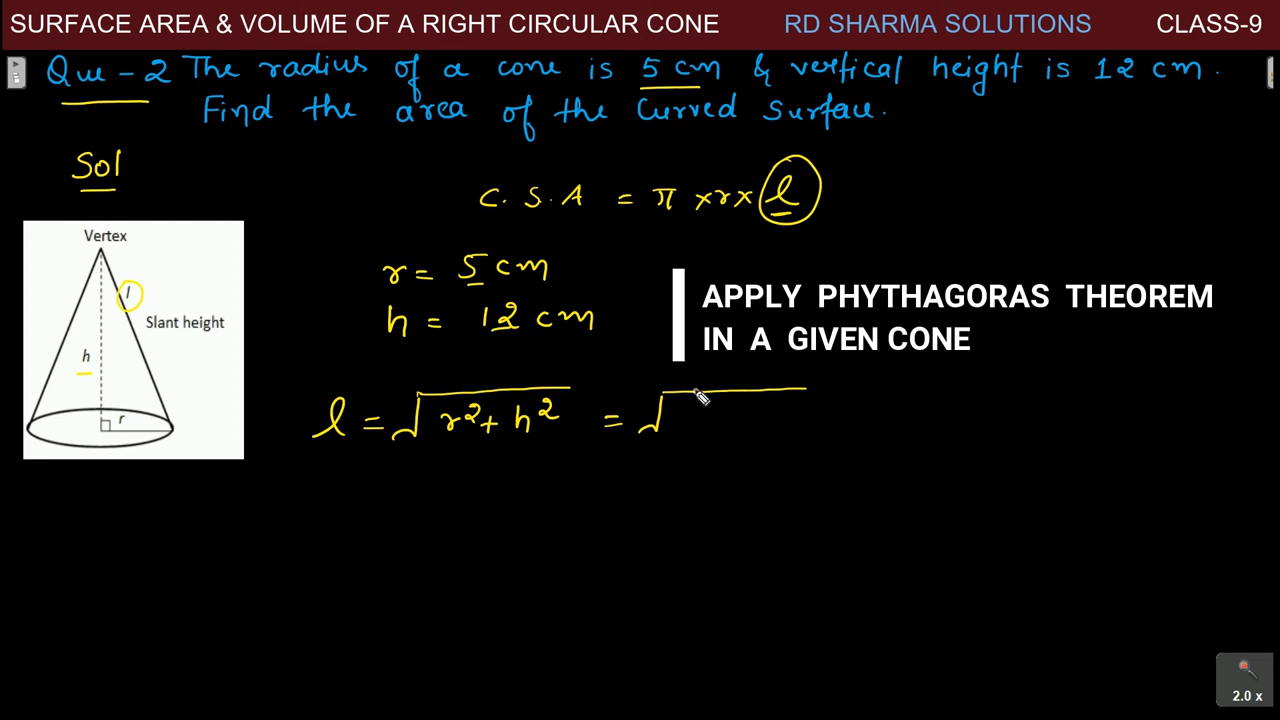 SURFACE AREA & VOLUME OF A RIGHT CIRCULAR CONE RD SHARMA SOLUTIONS CLASS-9
Que - 2 The radius of a cone is 5 cm & vertical height is 12 cm.
Find the area of the Curved Surface.
Sol
C. S. A = π × r × l
Vertex
r = 5 cm
l
APPLY PHYTHAGORAS THEOREM
h = 12 cm
Slant height
IN A GIVEN CONE
h
r
l = √r²+ h² = √
2.0 x